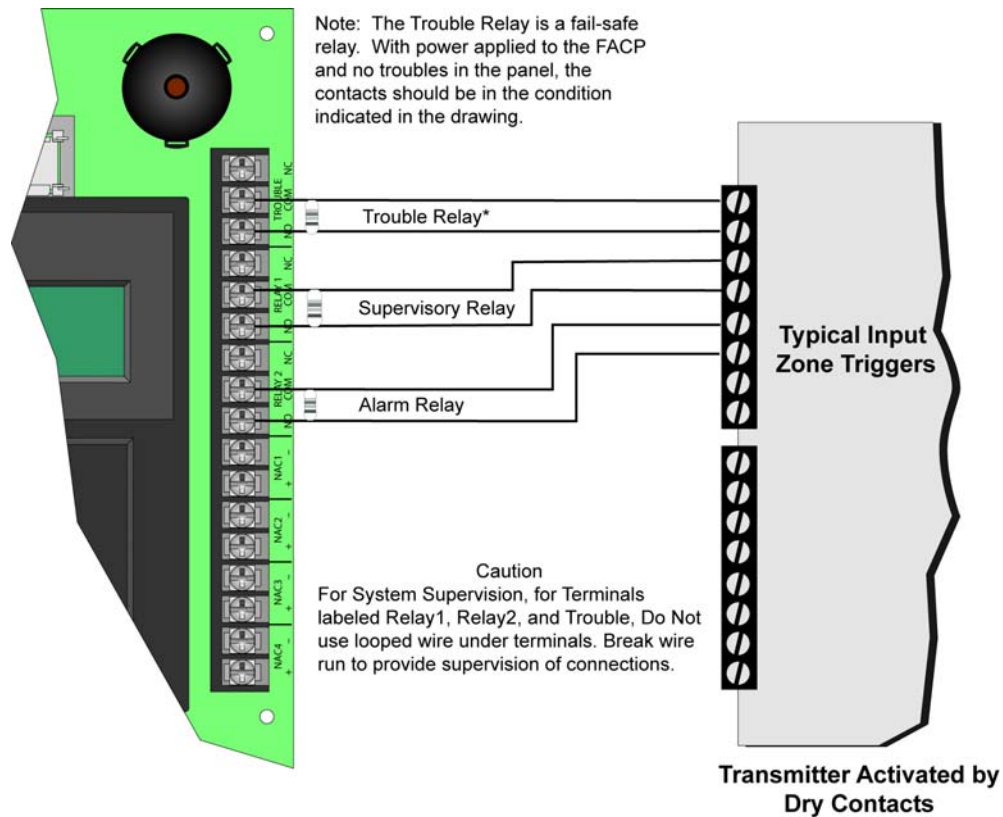 Note:  The Trouble Relay is a fail-safe
relay.  With power applied to the FACP
and no troubles in the panel, the
contacts should be in the condition
indicated in the drawing.
NC
COM
NO
TROUBLE
NC
COM
NO
RELAY 1
NC
COM
NO
RELAY 2
-
+
NAC1
-
+
NAC2
-
+
NAC3
-
+
NAC4
Trouble Relay*
Supervisory Relay
Alarm Relay
Typical Input
Zone Triggers
Caution
For System Supervision, for Terminals
labeled Relay1, Relay2, and Trouble, Do Not
use looped wire under terminals. Break wire
run to provide supervision of connections.
Transmitter Activated by
Dry Contacts